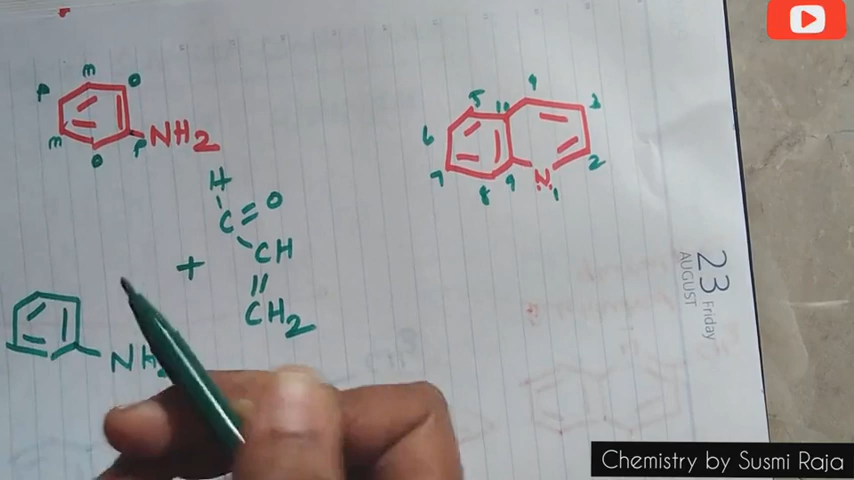 m
p
o
m
o
p
NH2
H
C=O
CH
+
||
CH2
NH
4
5
10
3
6
2
7
8
9
N
1
23
Friday
AUGUST
Chemistry by Susmi Raja